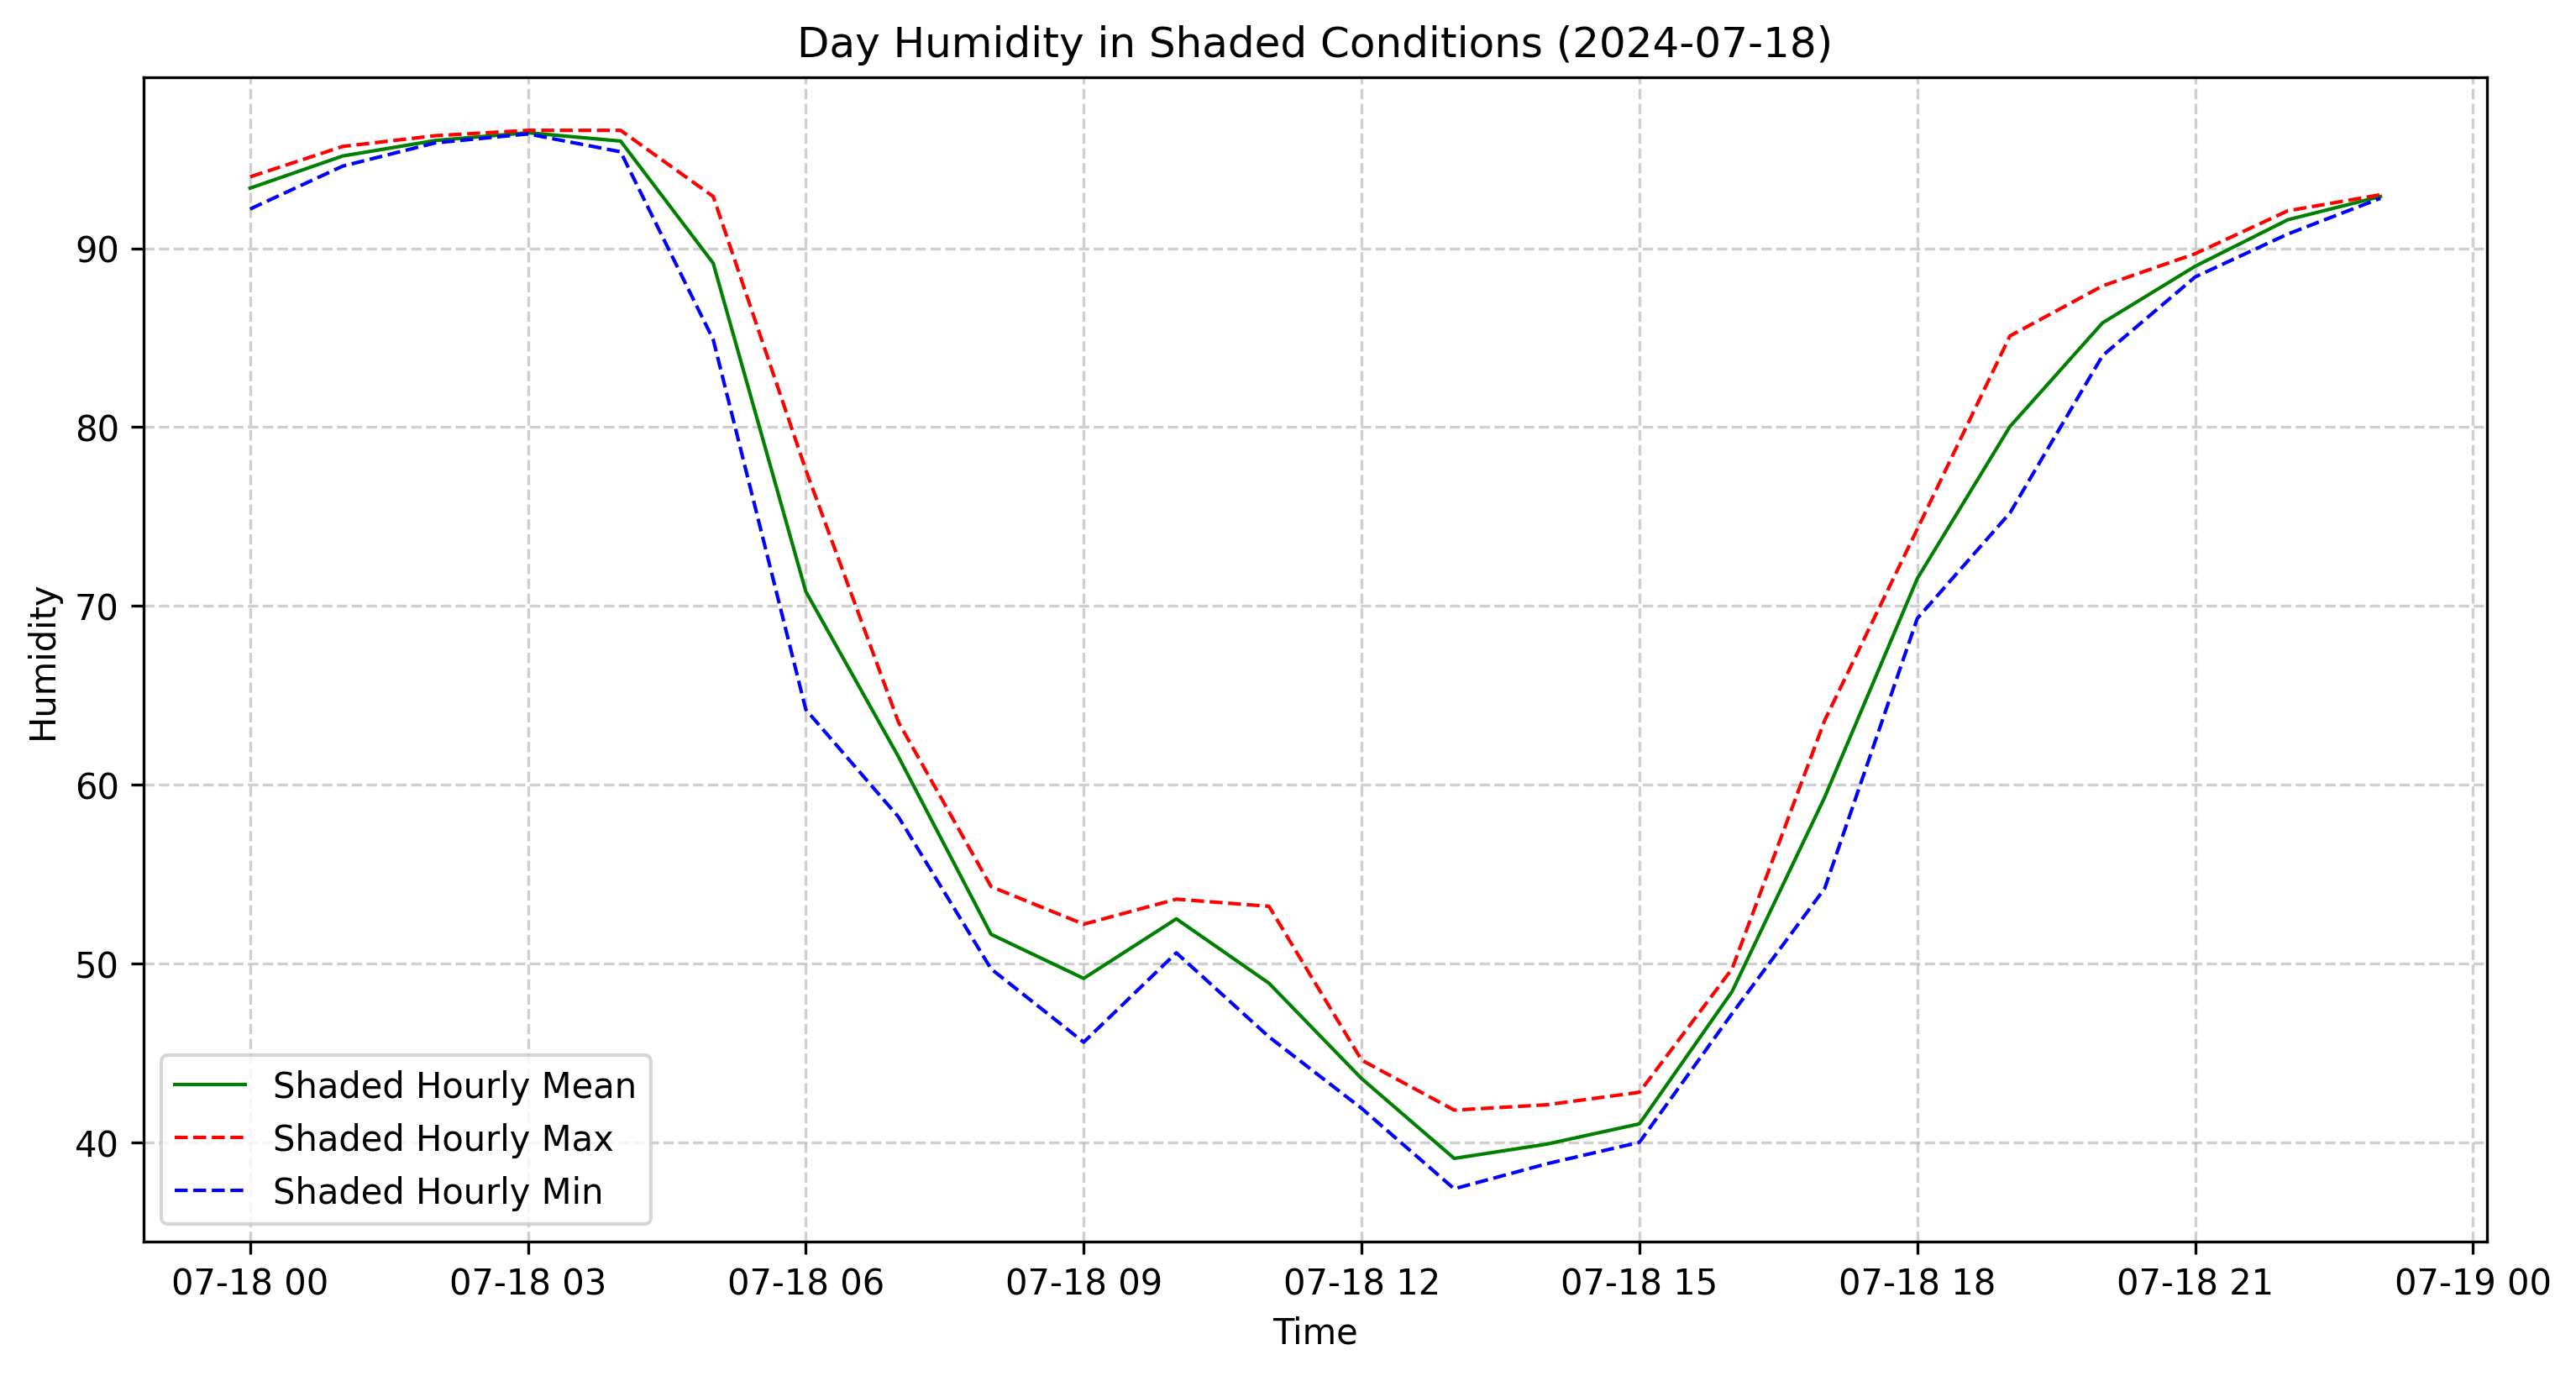 Day Humidity in Shaded Conditions (2024-07-18)
Humidity
90
80
70
60
50
40
Shaded Hourly Mean
Shaded Hourly Max
Shaded Hourly Min
07-18 00 07-18 03 07-18 06 07-18 09 07-18 12 07-18 15 07-18 18 07-18 21 07-19 00
Time